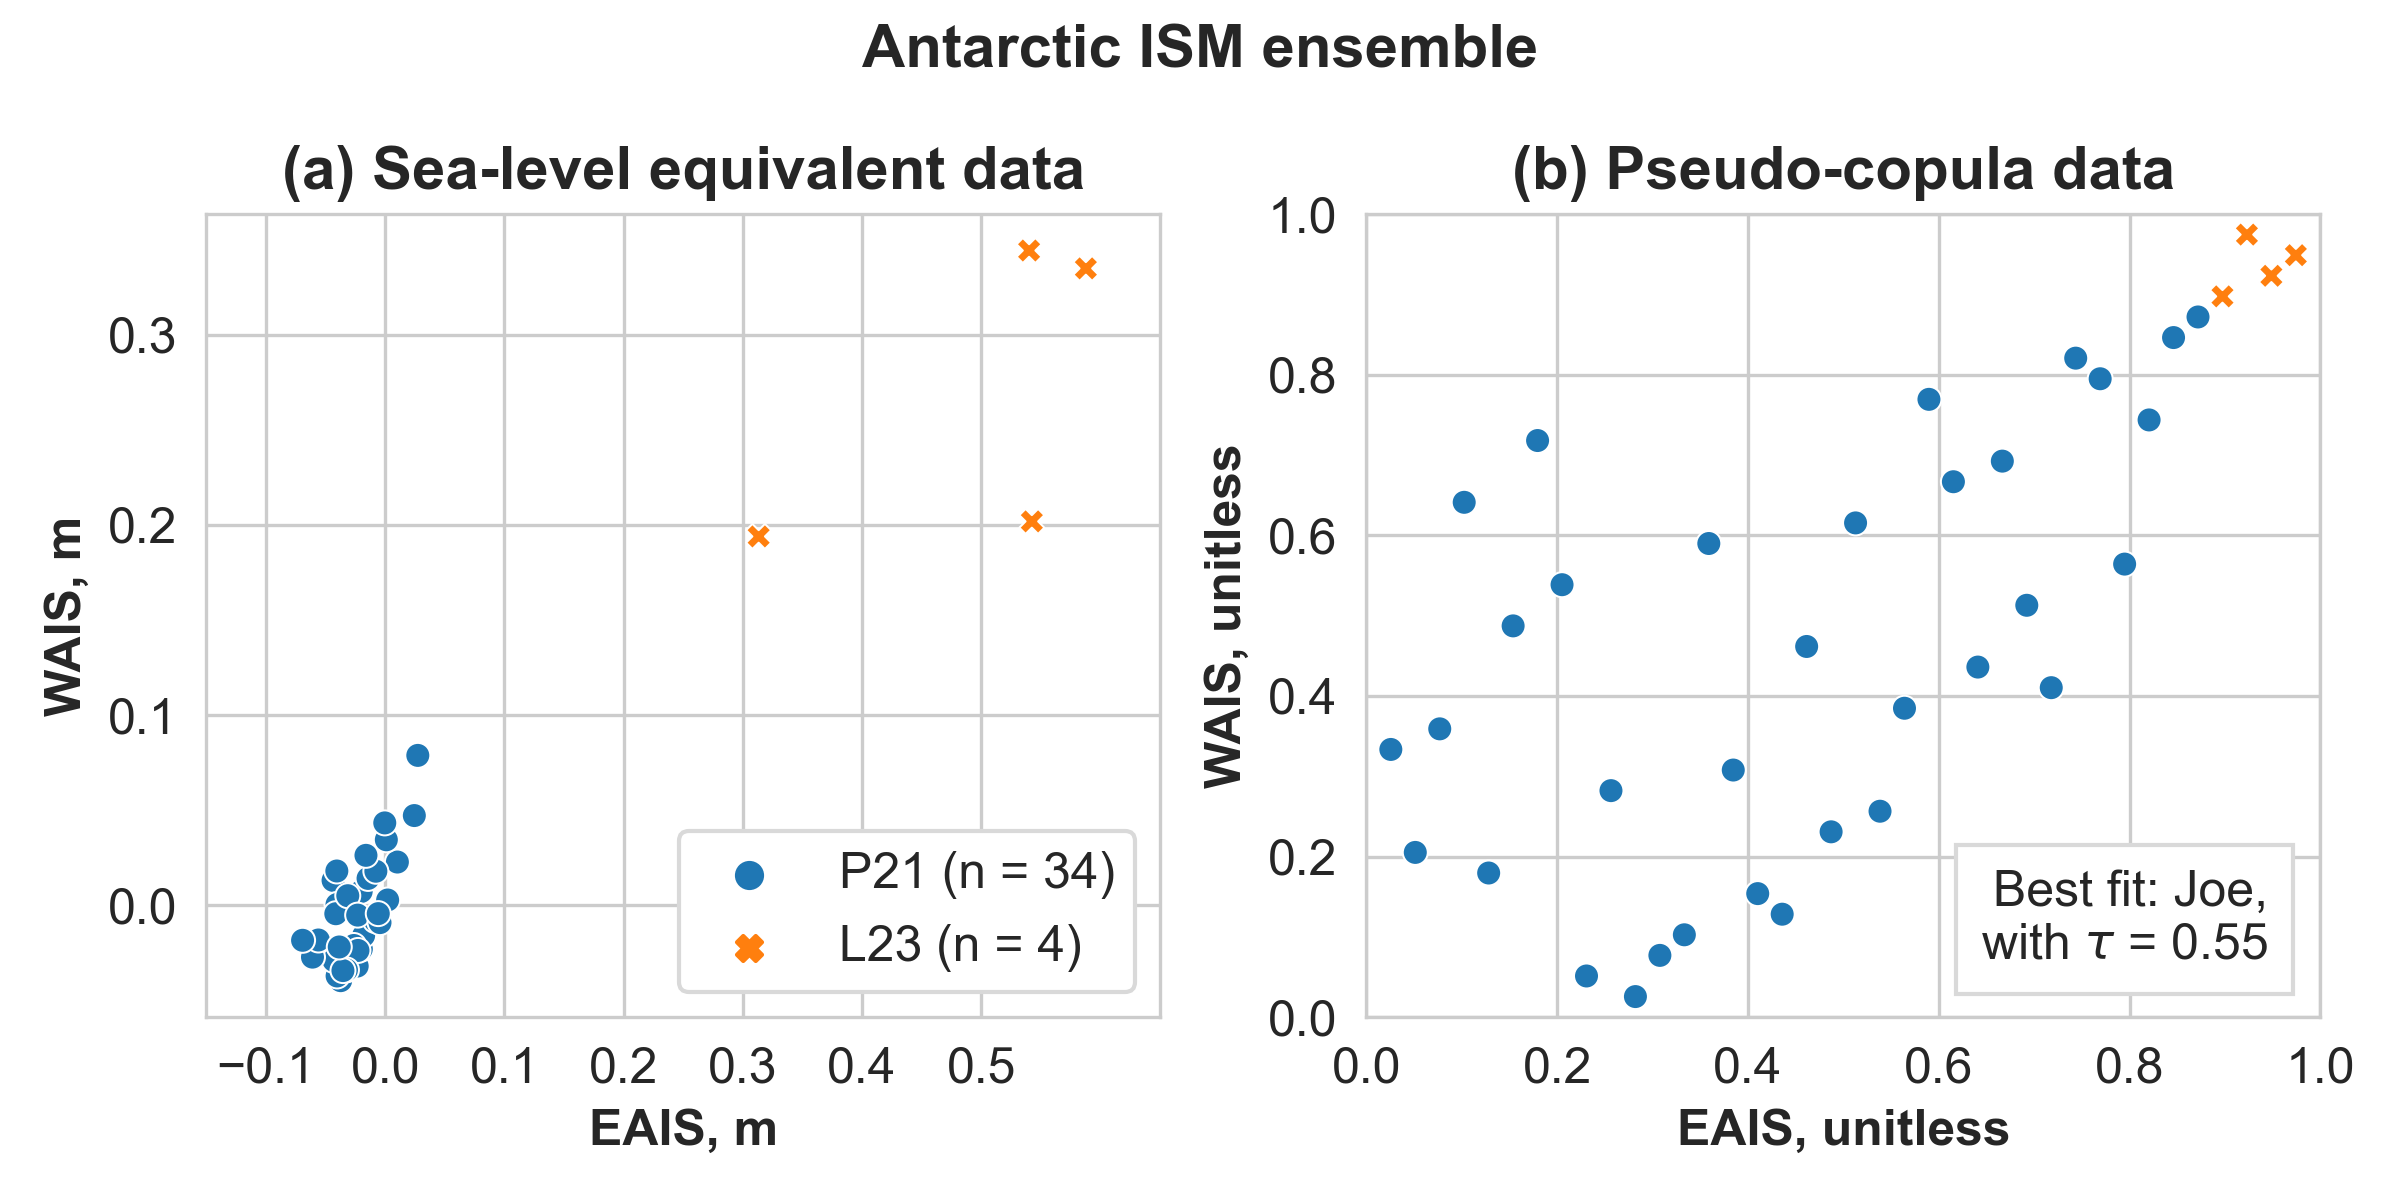 Antarctic ISM ensemble
(a) Sea-level equivalent data
WAIS, m
0.3
0.2
0.1
0.0
−0.1 0.0 0.1 0.2 0.3 0.4 0.5
EAIS, m
P21 (n = 34)
L23 (n = 4)
(b) Pseudo-copula data
WAIS, unitless
1.0
0.8
0.6
0.4
0.2
0.0
0.0 0.2 0.4 0.6 0.8 1.0
EAIS, unitless
Best fit: Joe,
with τ = 0.55